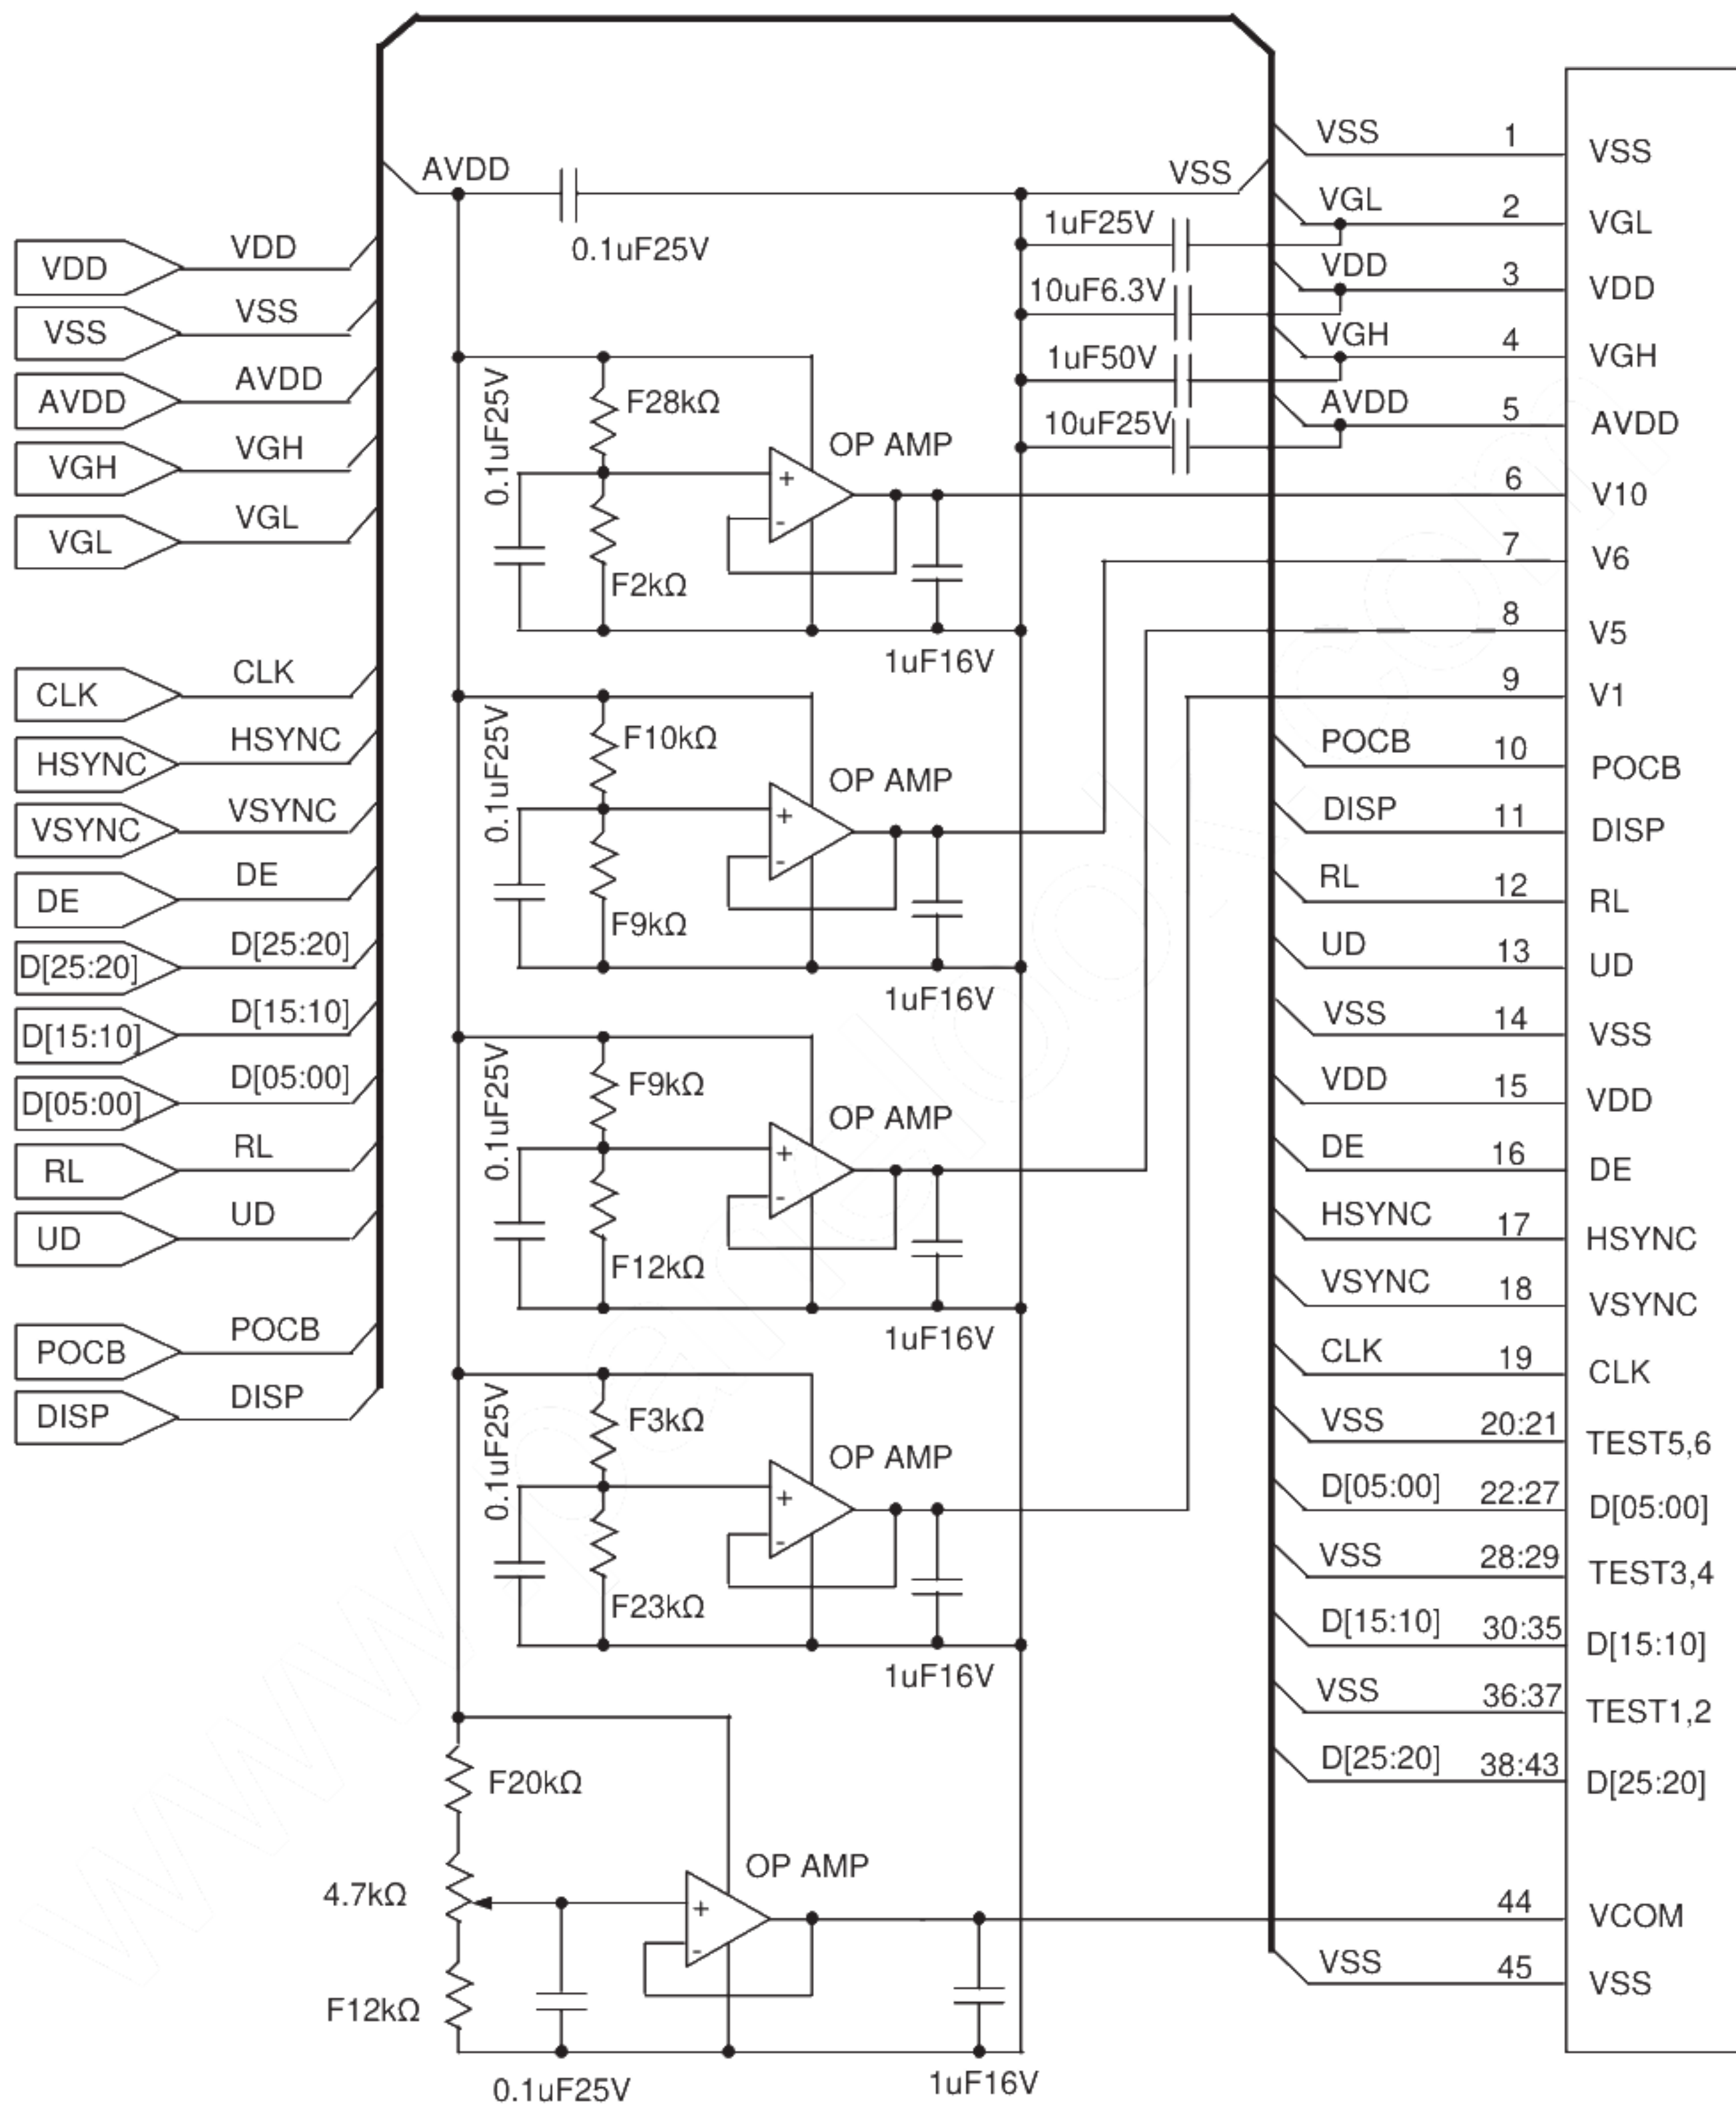 VDD
VDD
VSS
VSS
AVDD
AVDD
VGH
VGH
VGL
VGL
CLK
CLK
HSYNC
HSYNC
VSYNC
VSYNC
DE
DE
D[25:20]
D[25:20]
D[15:10]
D[15:10]
D[05:00]
D[05:00]
RL
RL
UD
UD
POCB
POCB
DISP
DISP
AVDD
0.1uF25V
VSS
1uF25V
10uF6.3V
1uF50V
10uF25V
0.1uF25V
F28kΩ
F2kΩ
OP AMP
+
-
1uF16V
0.1uF25V
F10kΩ
F9kΩ
OP AMP
+
-
1uF16V
0.1uF25V
F9kΩ
F12kΩ
OP AMP
+
-
1uF16V
0.1uF25V
F3kΩ
F23kΩ
OP AMP
+
-
1uF16V
F20kΩ
4.7kΩ
F12kΩ
OP AMP
+
-
0.1uF25V
1uF16V
VSS 1 VSS
VGL 2 VGL
VDD 3 VDD
VGH 4 VGH
AVDD 5 AVDD
6 V10
7 V6
8 V5
9 V1
POCB 10 POCB
DISP 11 DISP
RL 12 RL
UD 13 UD
VSS 14 VSS
VDD 15 VDD
DE 16 DE
HSYNC 17 HSYNC
VSYNC 18 VSYNC
CLK 19 CLK
VSS 20:21 TEST5,6
D[05:00] 22:27 D[05:00]
VSS 28:29 TEST3,4
D[15:10] 30:35 D[15:10]
VSS 36:37 TEST1,2
D[25:20] 38:43 D[25:20]
44 VCOM
VSS 45 VSS